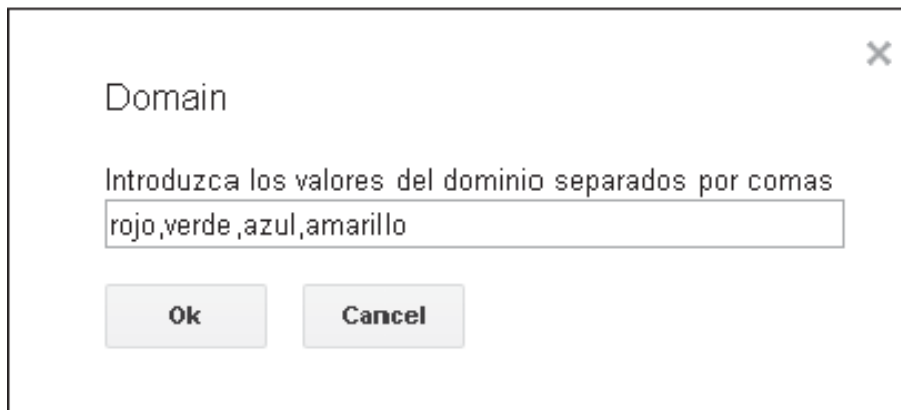 Domain
Introduzca los valores del dominio separados por comas
rojo,verde,azul,amarillo
Ok
Cancel